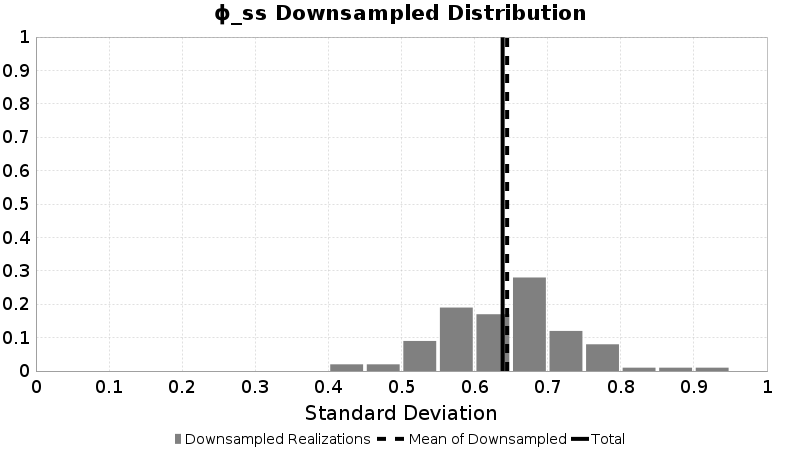 ϕ_ss Downsampled Distribution
1
0.9
0.8
0.7
0.6
0.5
0.4
0.3
0.2
0.1
0
0 0.1 0.2 0.3 0.4 0.5 0.6 0.7 0.8 0.9 1
Standard Deviation
Downsampled Realizations Mean of Downsampled Total